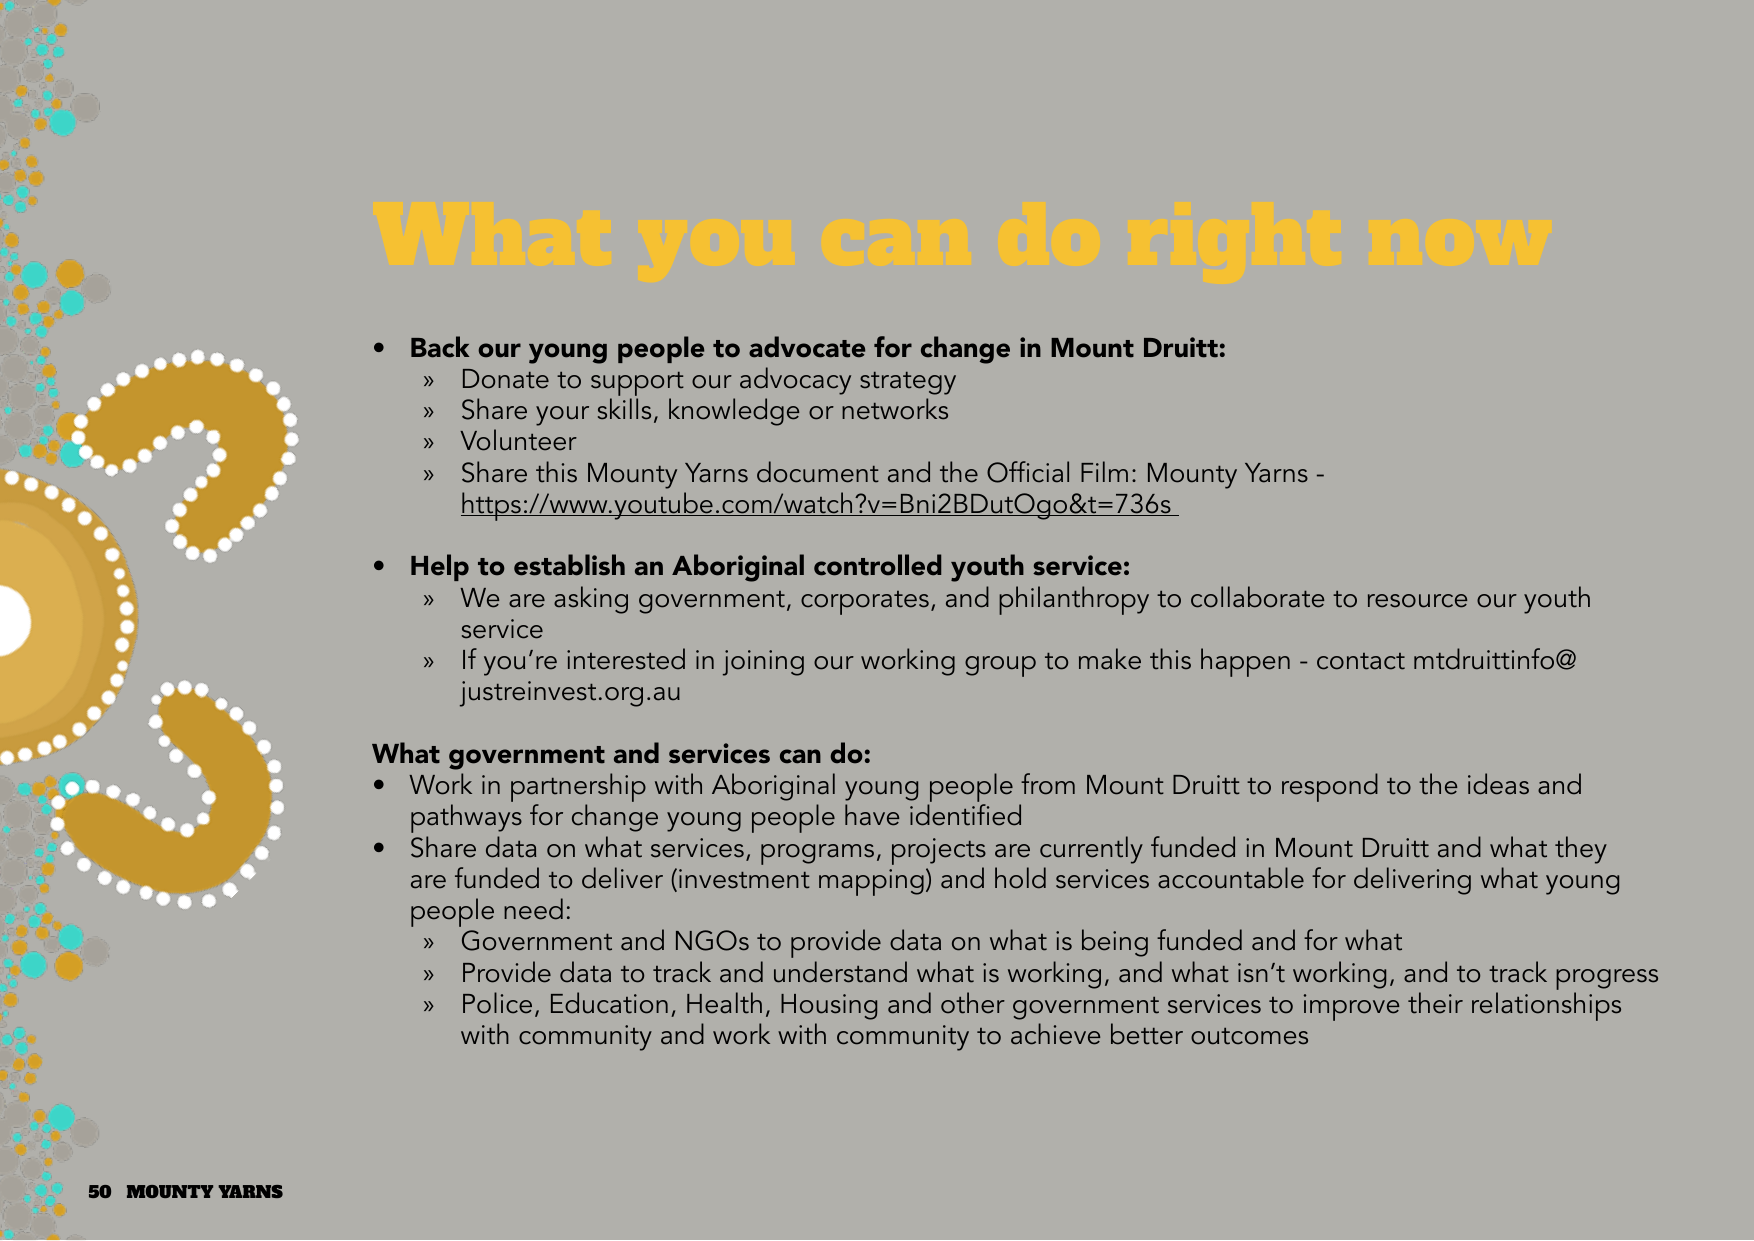 What you can do right now
• Back our young people to advocate for change in Mount Druitt:
» Donate to support our advocacy strategy
» Share your skills, knowledge or networks
» Volunteer
» Share this Mounty Yarns document and the Official Film: Mounty Yarns -
https://www.youtube.com/watch?v=Bni2BDutOgo&t=736s
• Help to establish an Aboriginal controlled youth service:
» We are asking government, corporates, and philanthropy to collaborate to resource our youth
service
» If you’re interested in joining our working group to make this happen - contact mtdruittinfo@
justreinvest.org.au
What government and services can do:
• Work in partnership with Aboriginal young people from Mount Druitt to respond to the ideas and
pathways for change young people have identified
• Share data on what services, programs, projects are currently funded in Mount Druitt and what they
are funded to deliver (investment mapping) and hold services accountable for delivering what young
people need:
» Government and NGOs to provide data on what is being funded and for what
» Provide data to track and understand what is working, and what isn’t working, and to track progress
» Police, Education, Health, Housing and other government services to improve their relationships
with community and work with community to achieve better outcomes
50 MOUNTY YARNS